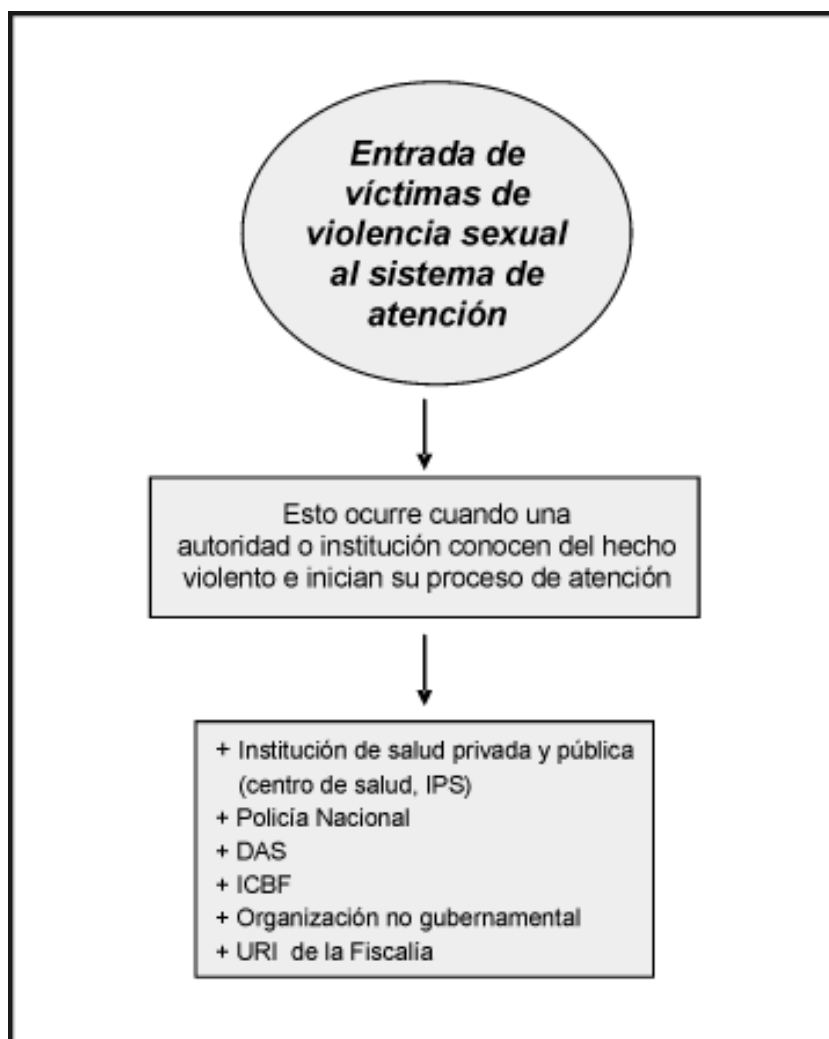 Entrada de
víctimas de
violencia sexual
al sistema de
atención
Esto ocurre cuando una
autoridad o institución conocen del hecho
violento e inician su proceso de atención
+ Institución de salud privada y pública
(centro de salud, IPS)
+ Policía Nacional
+ DAS
+ ICBF
+ Organización no gubernamental
+ URI de la Fiscalía